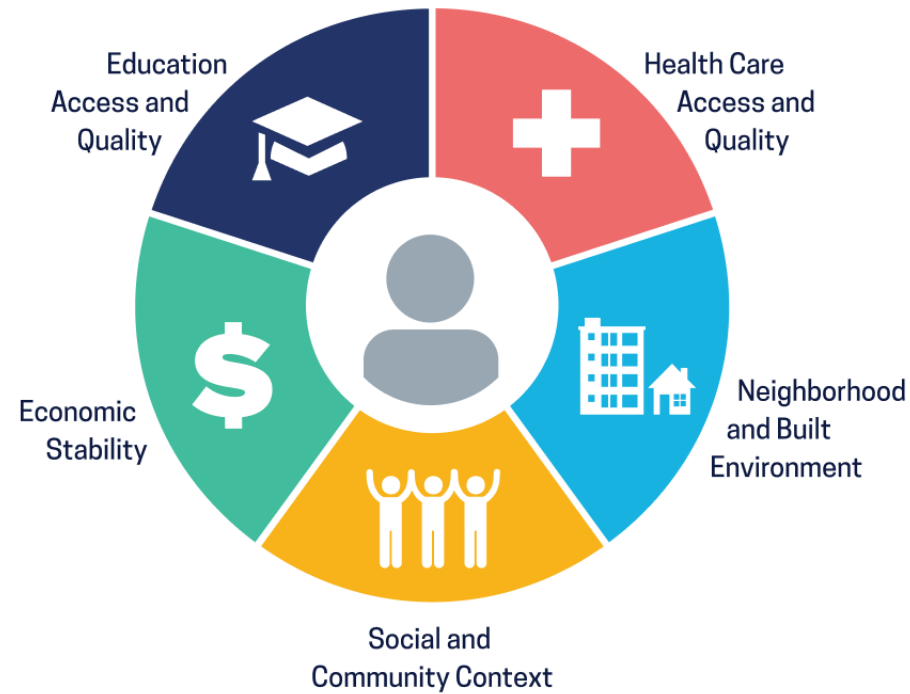 Education
Access and
Quality
Health Care
Access and
Quality
Economic
Stability
Neighborhood
and Built
Environment
Social and
Community Context